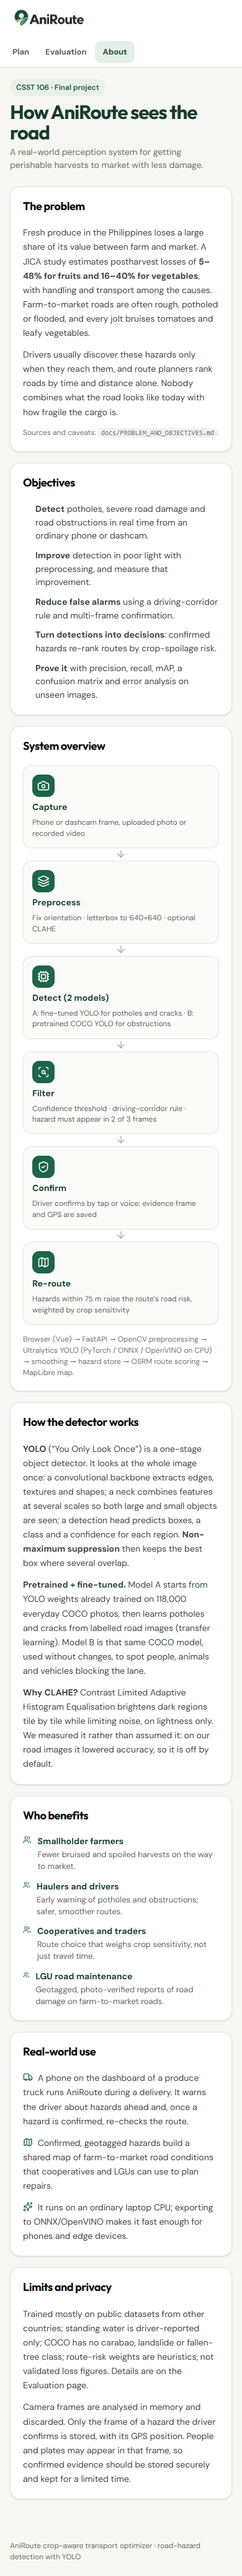 AniRoute
Plan Evaluation About
CSST 106 · Final project
How AniRoute sees the
road
A real-world perception system for getting
perishable harvests to market with less damage.
The problem
Fresh produce in the Philippines loses a large
share of its value between farm and market. A
JICA study estimates postharvest losses of 5–
48% for fruits and 16–40% for vegetables,
with handling and transport among the causes.
Farm-to-market roads are often rough, potholed
or flooded, and every jolt bruises tomatoes and
leafy vegetables.
Drivers usually discover these hazards only
when they reach them, and route planners rank
roads by time and distance alone. Nobody
combines what the road looks like today with
how fragile the cargo is.
Sources and caveats: docs/PROBLEM_AND_OBJECTIVES.md.
Objectives
Detect potholes, severe road damage and
road obstructions in real time from an
ordinary phone or dashcam.
Improve detection in poor light with
preprocessing, and measure that
improvement.
Reduce false alarms using a driving-corridor
rule and multi-frame confirmation.
Turn detections into decisions: confirmed
hazards re-rank routes by crop-spoilage risk.
Prove it with precision, recall, mAP, a
confusion matrix and error analysis on
unseen images.
System overview
Capture
Phone or dashcam frame, uploaded photo or
recorded video
Preprocess
Fix orientation · letterbox to 640×640 · optional
CLAHE
Detect (2 models)
A: fine-tuned YOLO for potholes and cracks · B:
pretrained COCO YOLO for obstructions
Filter
Confidence threshold · driving-corridor rule ·
hazard must appear in 2 of 3 frames
Confirm
Driver confirms by tap or voice; evidence frame
and GPS are saved
Re-route
Hazards within 75 m raise the route's road risk,
weighted by crop sensitivity
Browser (Vue) → FastAPI → OpenCV preprocessing →
Ultralytics YOLO (PyTorch / ONNX / OpenVINO on CPU)
→ smoothing → hazard store → OSRM route scoring →
MapLibre map.
How the detector works
YOLO (“You Only Look Once”) is a one-stage
object detector. It looks at the whole image
once: a convolutional backbone extracts edges,
textures and shapes; a neck combines features
at several scales so both large and small objects
are seen; a detection head predicts boxes, a
class and a confidence for each region. Non-
maximum suppression then keeps the best
box where several overlap.
Pretrained + fine-tuned. Model A starts from
YOLO weights already trained on 118,000
everyday COCO photos, then learns potholes
and cracks from labelled road images (transfer
learning). Model B is that same COCO model,
used without changes, to spot people, animals
and vehicles blocking the lane.
Why CLAHE? Contrast Limited Adaptive
Histogram Equalisation brightens dark regions
tile by tile while limiting noise, on lightness only.
We measured it rather than assumed it: on our
road images it lowered accuracy, so it is off by
default.
Who benefits
Smallholder farmers
Fewer bruised and spoiled harvests on the way
to market.
Haulers and drivers
Early warning of potholes and obstructions;
safer, smoother routes.
Cooperatives and traders
Route choice that weighs crop sensitivity, not
just travel time.
LGU road maintenance
Geotagged, photo-verified reports of road
damage on farm-to-market roads.
Real-world use
A phone on the dashboard of a produce
truck runs AniRoute during a delivery. It warns
the driver about hazards ahead and, once a
hazard is confirmed, re-checks the route.
Confirmed, geotagged hazards build a
shared map of farm-to-market road conditions
that cooperatives and LGUs can use to plan
repairs.
It runs on an ordinary laptop CPU; exporting
to ONNX/OpenVINO makes it fast enough for
phones and edge devices.
Limits and privacy
Trained mostly on public datasets from other
countries; standing water is driver-reported
only; COCO has no carabao, landslide or fallen-
tree class; route-risk weights are heuristics, not
validated loss figures. Details are on the
Evaluation page.
Camera frames are analysed in memory and
discarded. Only the frame of a hazard the driver
confirms is stored, with its GPS position. People
and plates may appear in that frame, so
confirmed evidence should be stored securely
and kept for a limited time.
AniRoute crop-aware transport optimizer · road-hazard
detection with YOLO